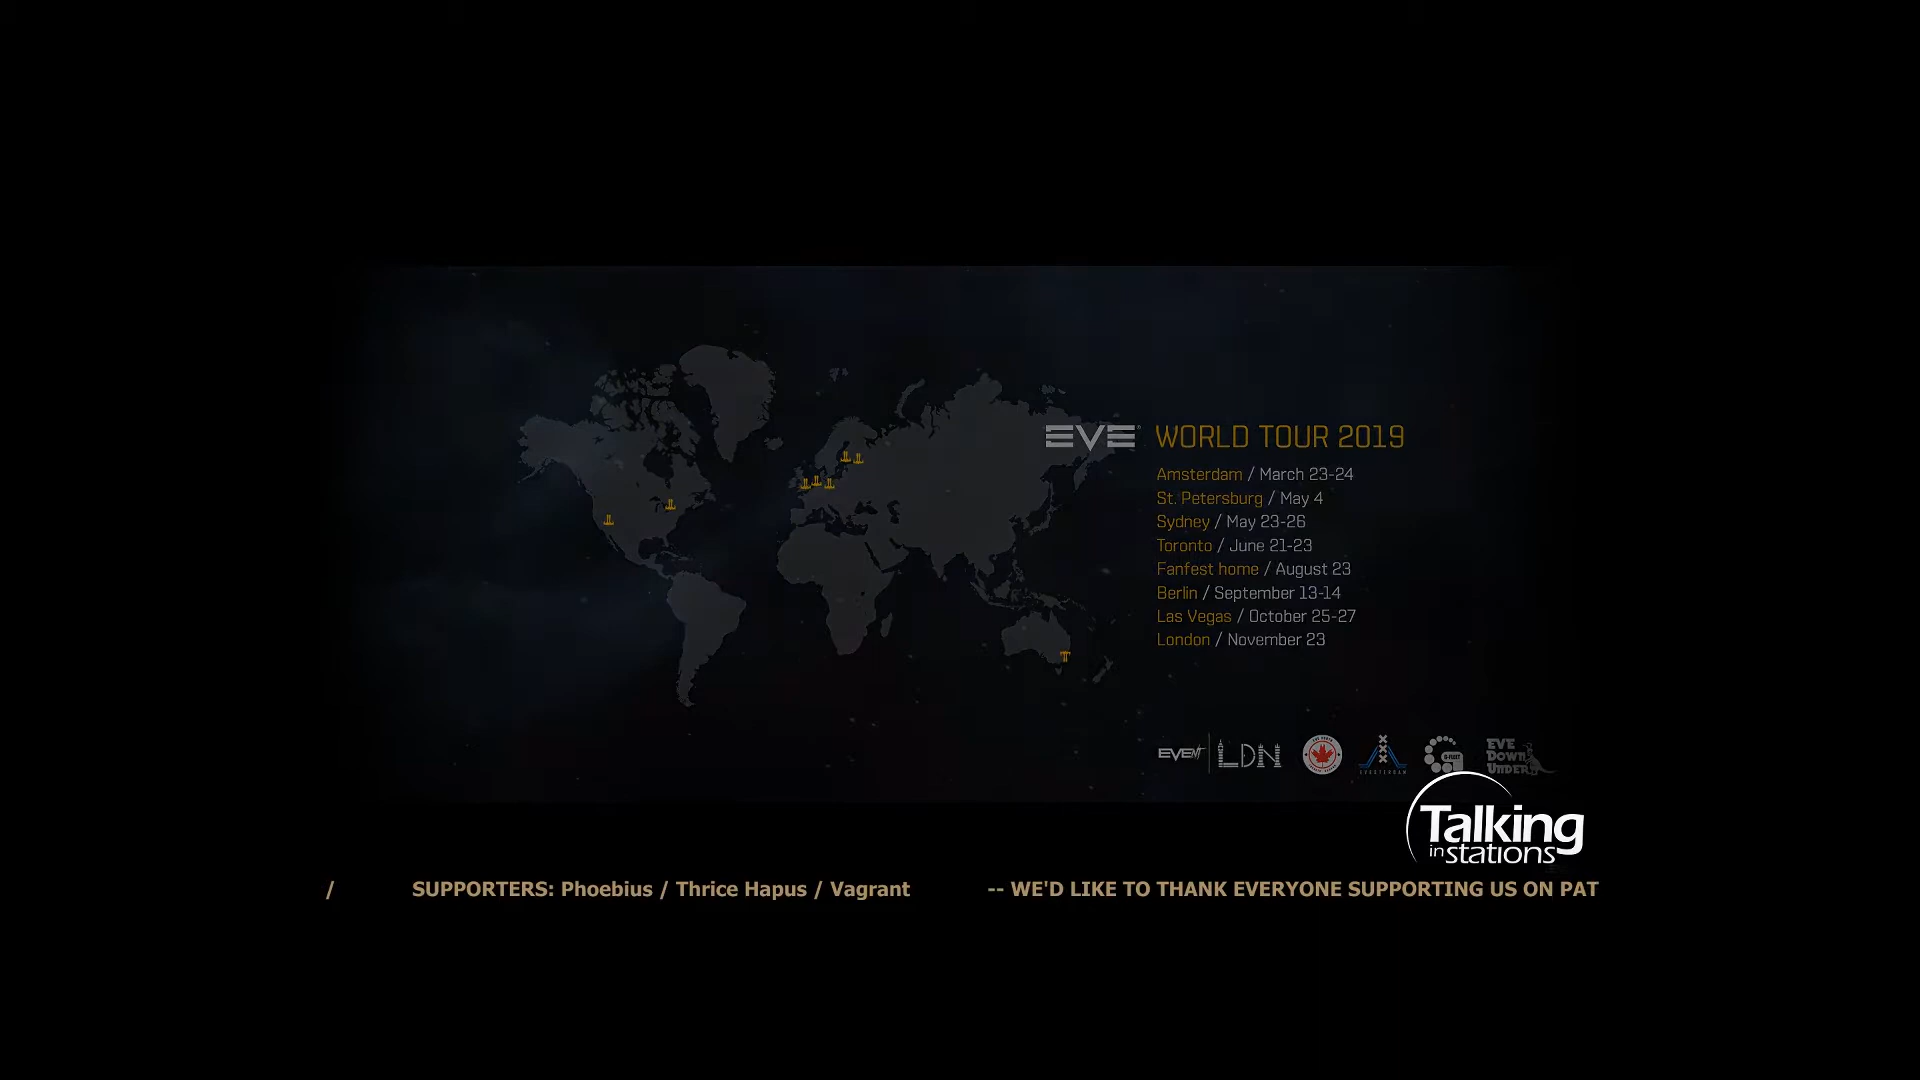 EVE WORLD TOUR 2019
Amsterdam / March 23-24
St. Petersburg / May 4
Sydney / May 23-26
Toronto / June 21-23
Fanfest home / August 23
Berlin / September 13-14
Las Vegas / October 25-27
London / November 23
EVENT LDN
EVE
DOWN
UNDER
Talking
in stations
/ SUPPORTERS: Phoebius / Thrice Hapus / Vagrant -- WE'D LIKE TO THANK EVERYONE SUPPORTING US ON PAT